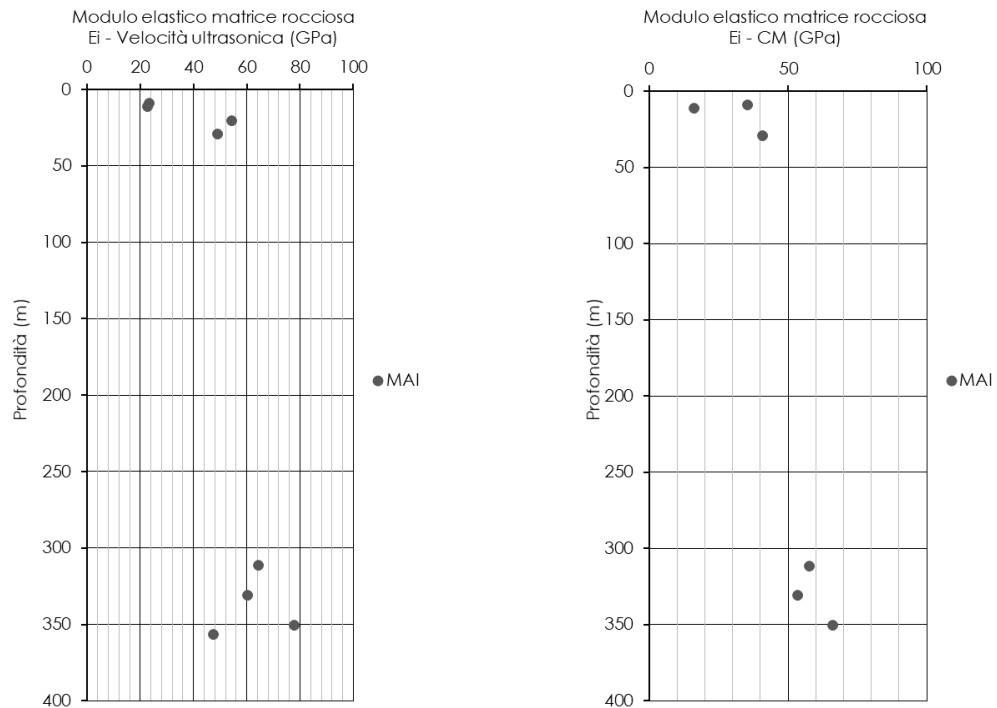 Modulo elastico matrice rocciosa
Ei - Velocità ultrasonica (GPa)
0 20 40 60 80 100
0
50
100
150
200
250
300
350
400
Profondità (m)
MAI
Modulo elastico matrice rocciosa
Ei - CM (GPa)
0 50 100
0
50
100
150
200
250
300
350
400
Profondità (m)
MAI